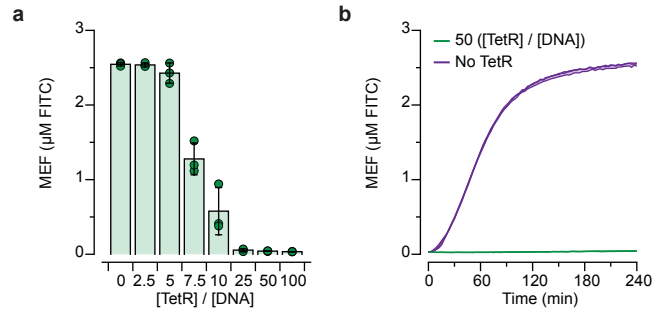 a
MEF (µM FITC)
3
2
1
0
0 2.5 5 7.5 10 25 50 100
[TetR] / [DNA]
b
MEF (µM FITC)
3
2
1
0
50 ([TetR] / [DNA])
No TetR
0 60 120 180 240
Time (min)